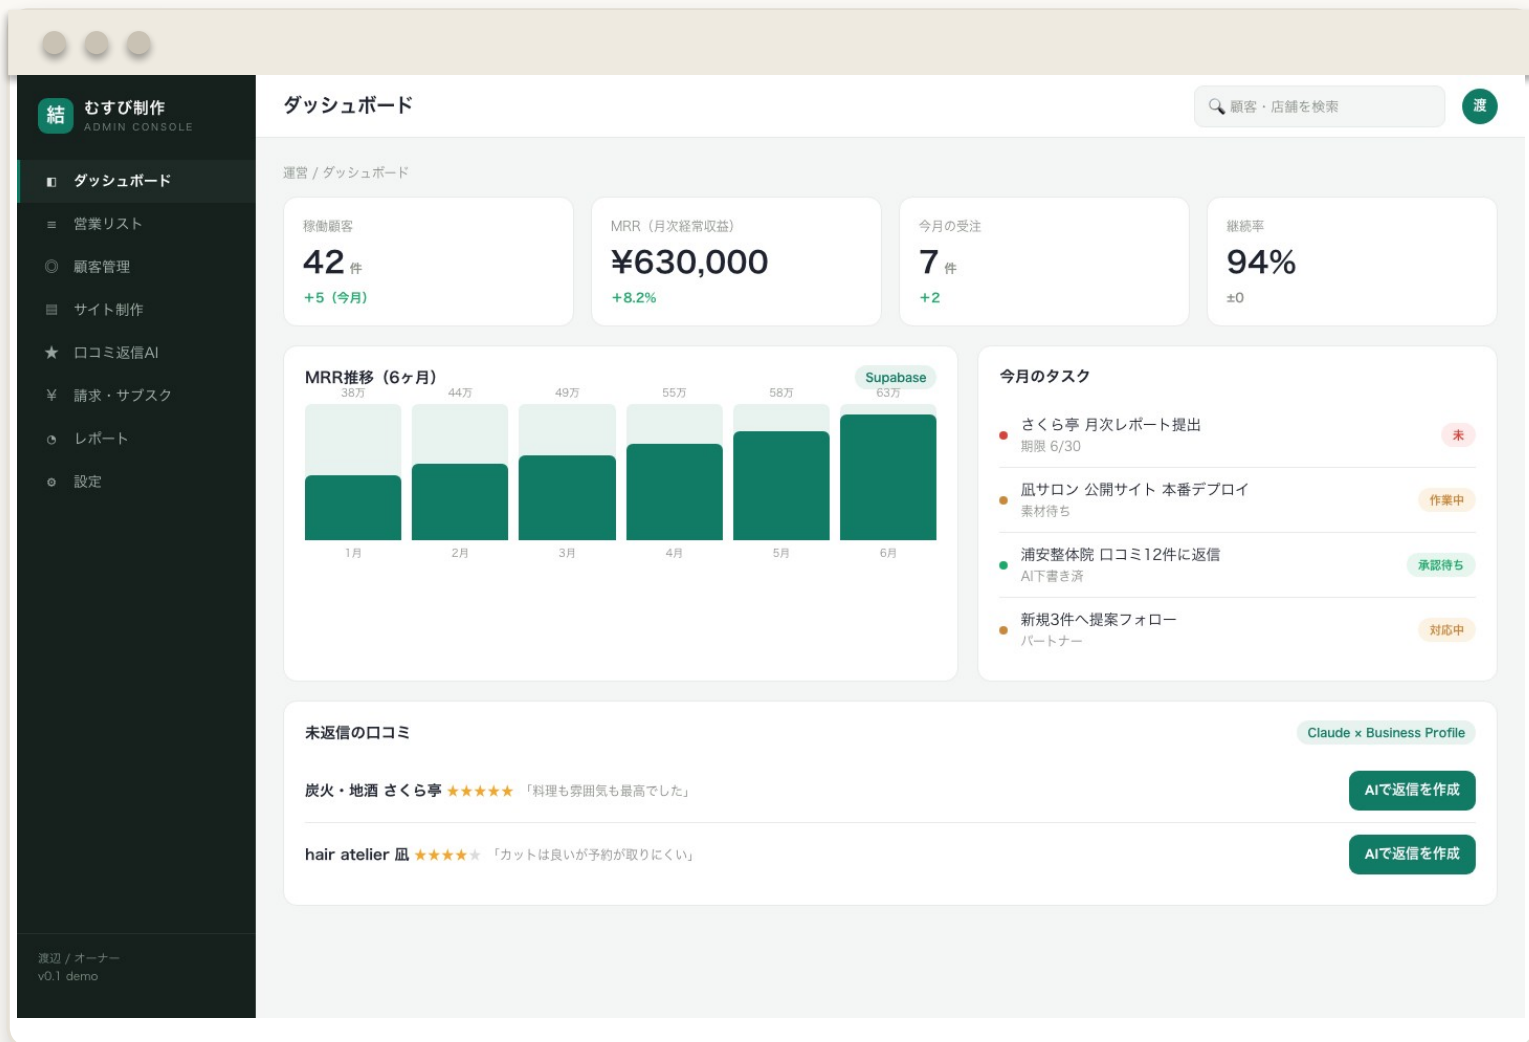 結 むすび制作
ADMIN CONSOLE
ダッシュボード
営業リスト
顧客管理
サイト制作
口コミ返信AI
¥ 請求・サブスク
レポート
設定
渡辺 / オーナー
v0.1 demo
ダッシュボード
顧客・店舗を検索
渡
運営 / ダッシュボード
稼働顧客
42 件
+5（今月）
MRR（月次経常収益）
¥630,000
+8.2%
今月の受注
7 件
+2
継続率
94%
±0
MRR推移（6ヶ月）
Supabase
38万 44万 49万 55万 58万 63万
1月 2月 3月 4月 5月 6月
今月のタスク
さくら亭 月次レポート提出
期限 6/30
未
凪サロン 公開サイト 本番デプロイ
素材待ち
作業中
浦安整体院 口コミ12件に返信
AI下書き済
承認待ち
新規3件へ提案フォロー
パートナー
対応中
未返信の口コミ
Claude × Business Profile
炭火・地酒 さくら亭 ★★★★★ 「料理も雰囲気も最高でした」
AIで返信を作成
hair atelier 凪 ★★★★★ 「カットは良いが予約が取りにくい」
AIで返信を作成